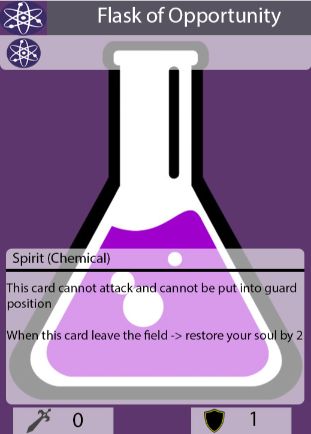 Flask of Opportunity
Spirit (Chemical)
This card cannot attack and cannot be put into guard
position
When this card leave the field -> restore your soul by 2
0
1